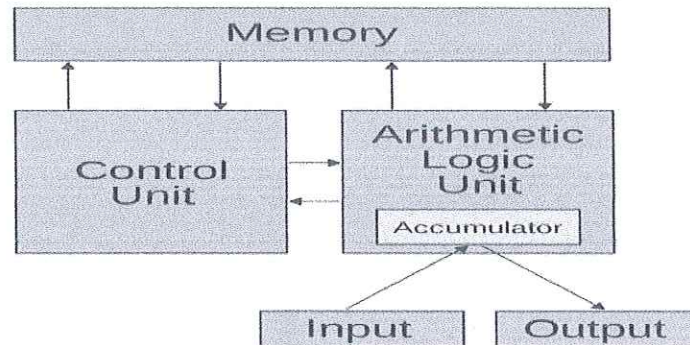 Memory
Control
Unit
Arithmetic
Logic
Unit
Accumulator
Input
Output